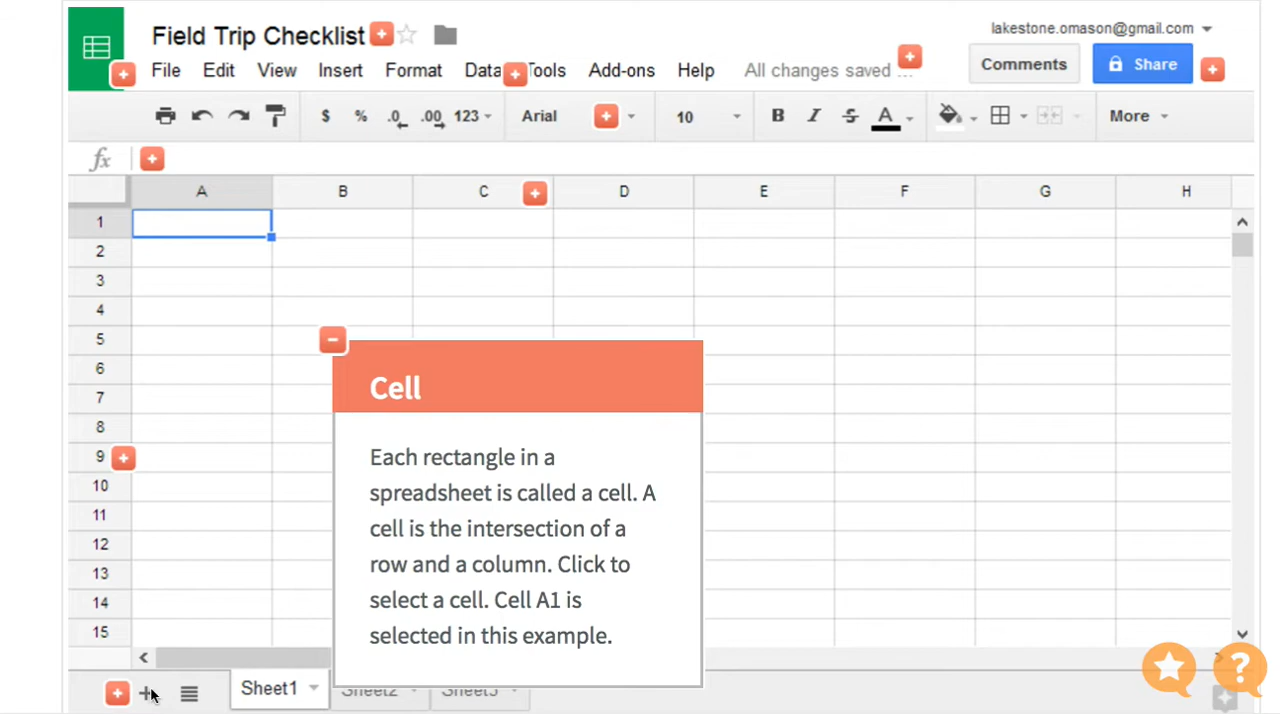 Field Trip Checklist
lakestone.omason@gmail.com
File Edit View Insert Format Data Tools Add-ons Help All changes saved ...
Comments Share
$ % .0 .00 123 Arial 10 B I S A More
fx
A B C D E F G H
1
2
3
4
5
6
7
8
9
10
11
12
13
14
15
Cell
Each rectangle in a
spreadsheet is called a cell. A
cell is the intersection of a
row and a column. Click to
select a cell. Cell A1 is
selected in this example.
Sheet1 Sheet2 Sheet3